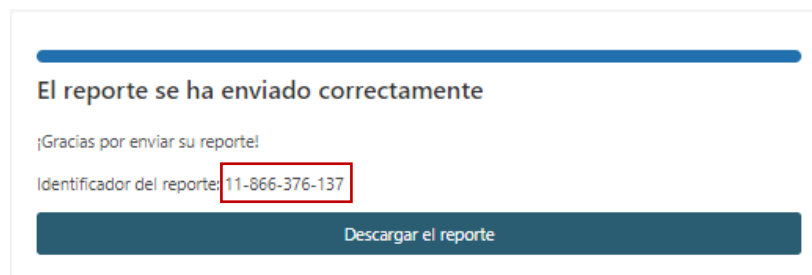 El reporte se ha enviado correctamente
¡Gracias por enviar su reporte!
Identificador del reporte: 11-866-376-137
Descargar el reporte